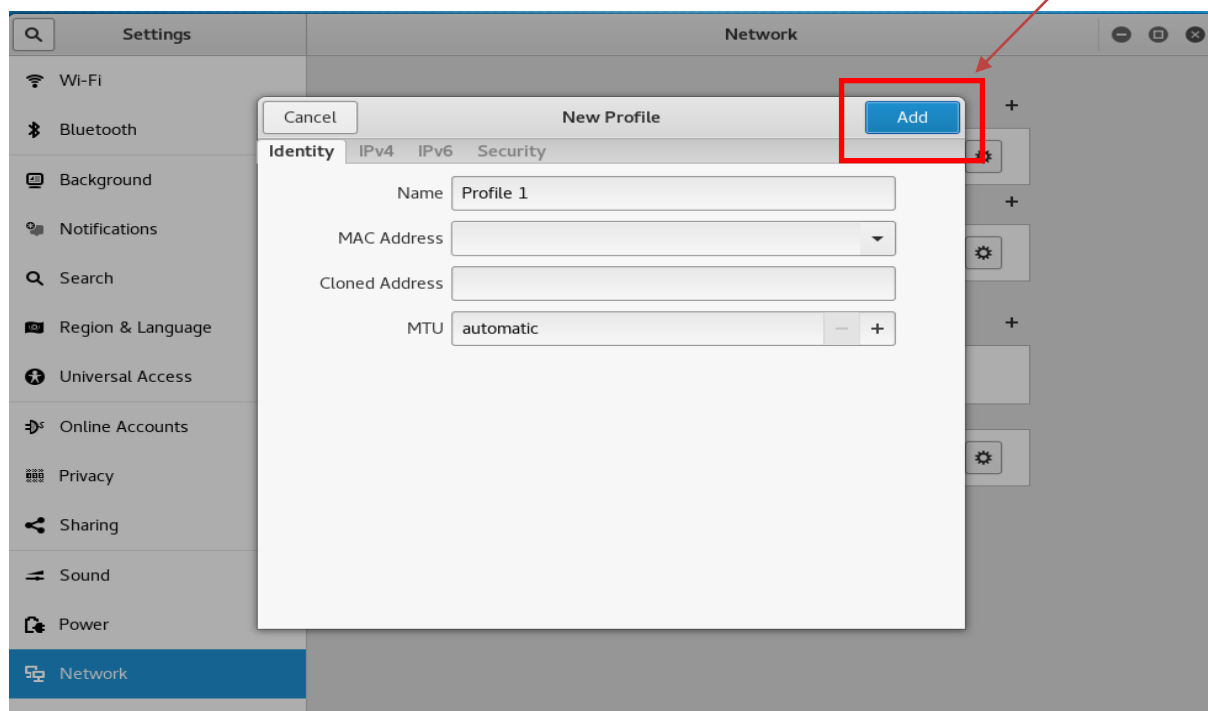 Settings
Network
Wi-Fi
Bluetooth
Background
Notifications
Search
Region & Language
Universal Access
Online Accounts
Privacy
Sharing
Sound
Power
Network
Cancel
New Profile
Add
Identity IPv4 IPv6 Security
Name Profile 1
MAC Address
Cloned Address
MTU automatic